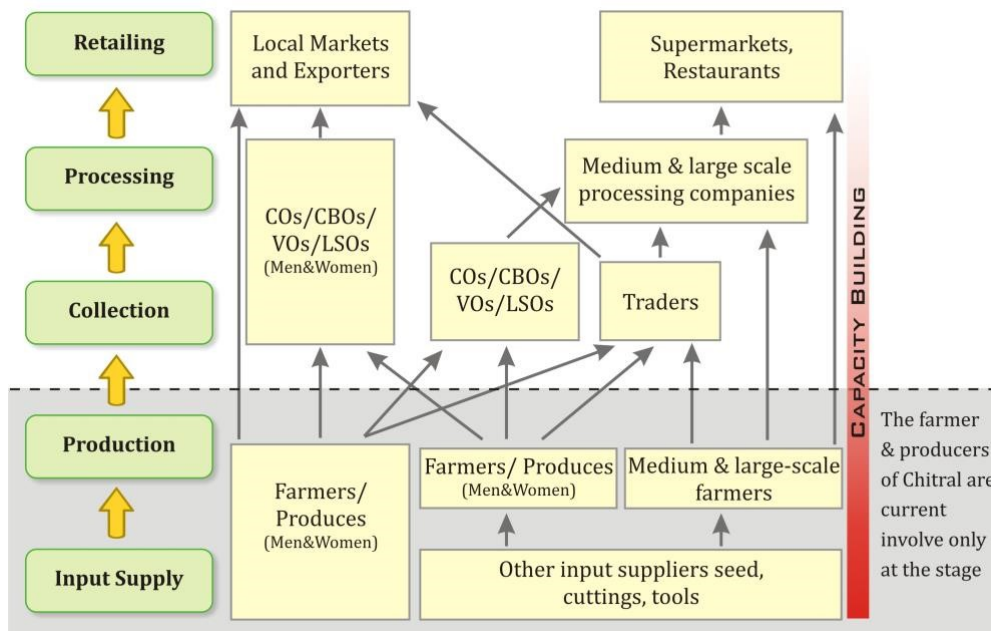 Retailing
Processing
Collection
Production
Input Supply
Local Markets
and Exporters
Supermarkets,
Restaurants
COs/CBOs/
VOs/LSOs
(Men&Women)
Medium & large scale
processing companies
COs/CBOs/
VOs/LSOs
Traders
Farmers/
Produces
(Men&Women)
Farmers/ Produces
(Men&Women)
Medium & large-scale
farmers
Other input suppliers seed,
cuttings, tools
CAPACITY BUILDING
The farmer
& producers
of Chitral are
current
involve only
at the stage